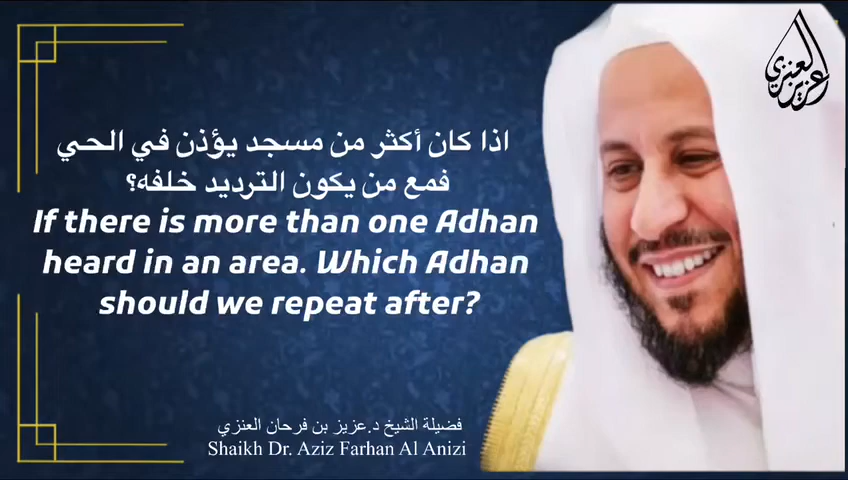 اذا كان أكثر من مسجد يؤذن في الحي
فمع من يكون الترديد خلفه؟
If there is more than one Adhan
heard in an area. Which Adhan
should we repeat after?
فضيلة الشيخ د.عزيز بن فرحان العنزي
Shaikh Dr. Aziz Farhan Al Anizi
عزيز العنزي